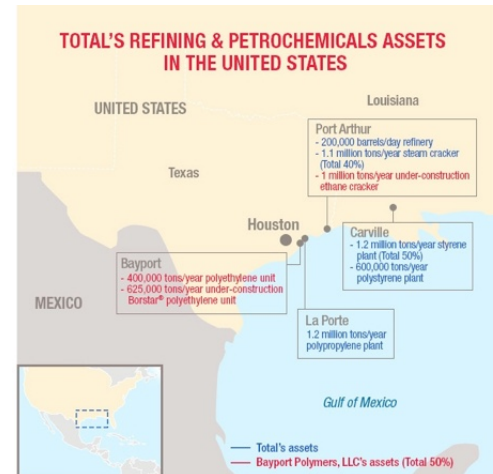 TOTAL'S REFINING & PETROCHEMICALS ASSETS
IN THE UNITED STATES
UNITED STATES
Louisiana
Texas
Port Arthur
- 200,000 barrels/day refinery
- 1.1 million tons/year steam cracker
(Total 40%)
- 1 million tons/year under-construction
ethane cracker
Houston
Carville
- 1.2 million tons/year styrene
plant (Total 50%)
- 600,000 tons/year
polystyrene plant
Bayport
- 400,000 tons/year polyethylene unit
- 625,000 tons/year under-construction
Borstar® polyethylene unit
MEXICO
La Porte
1.2 million tons/year
polypropylene plant
Gulf of Mexico
Total's assets
Bayport Polymers, LLC's assets (Total 50%)